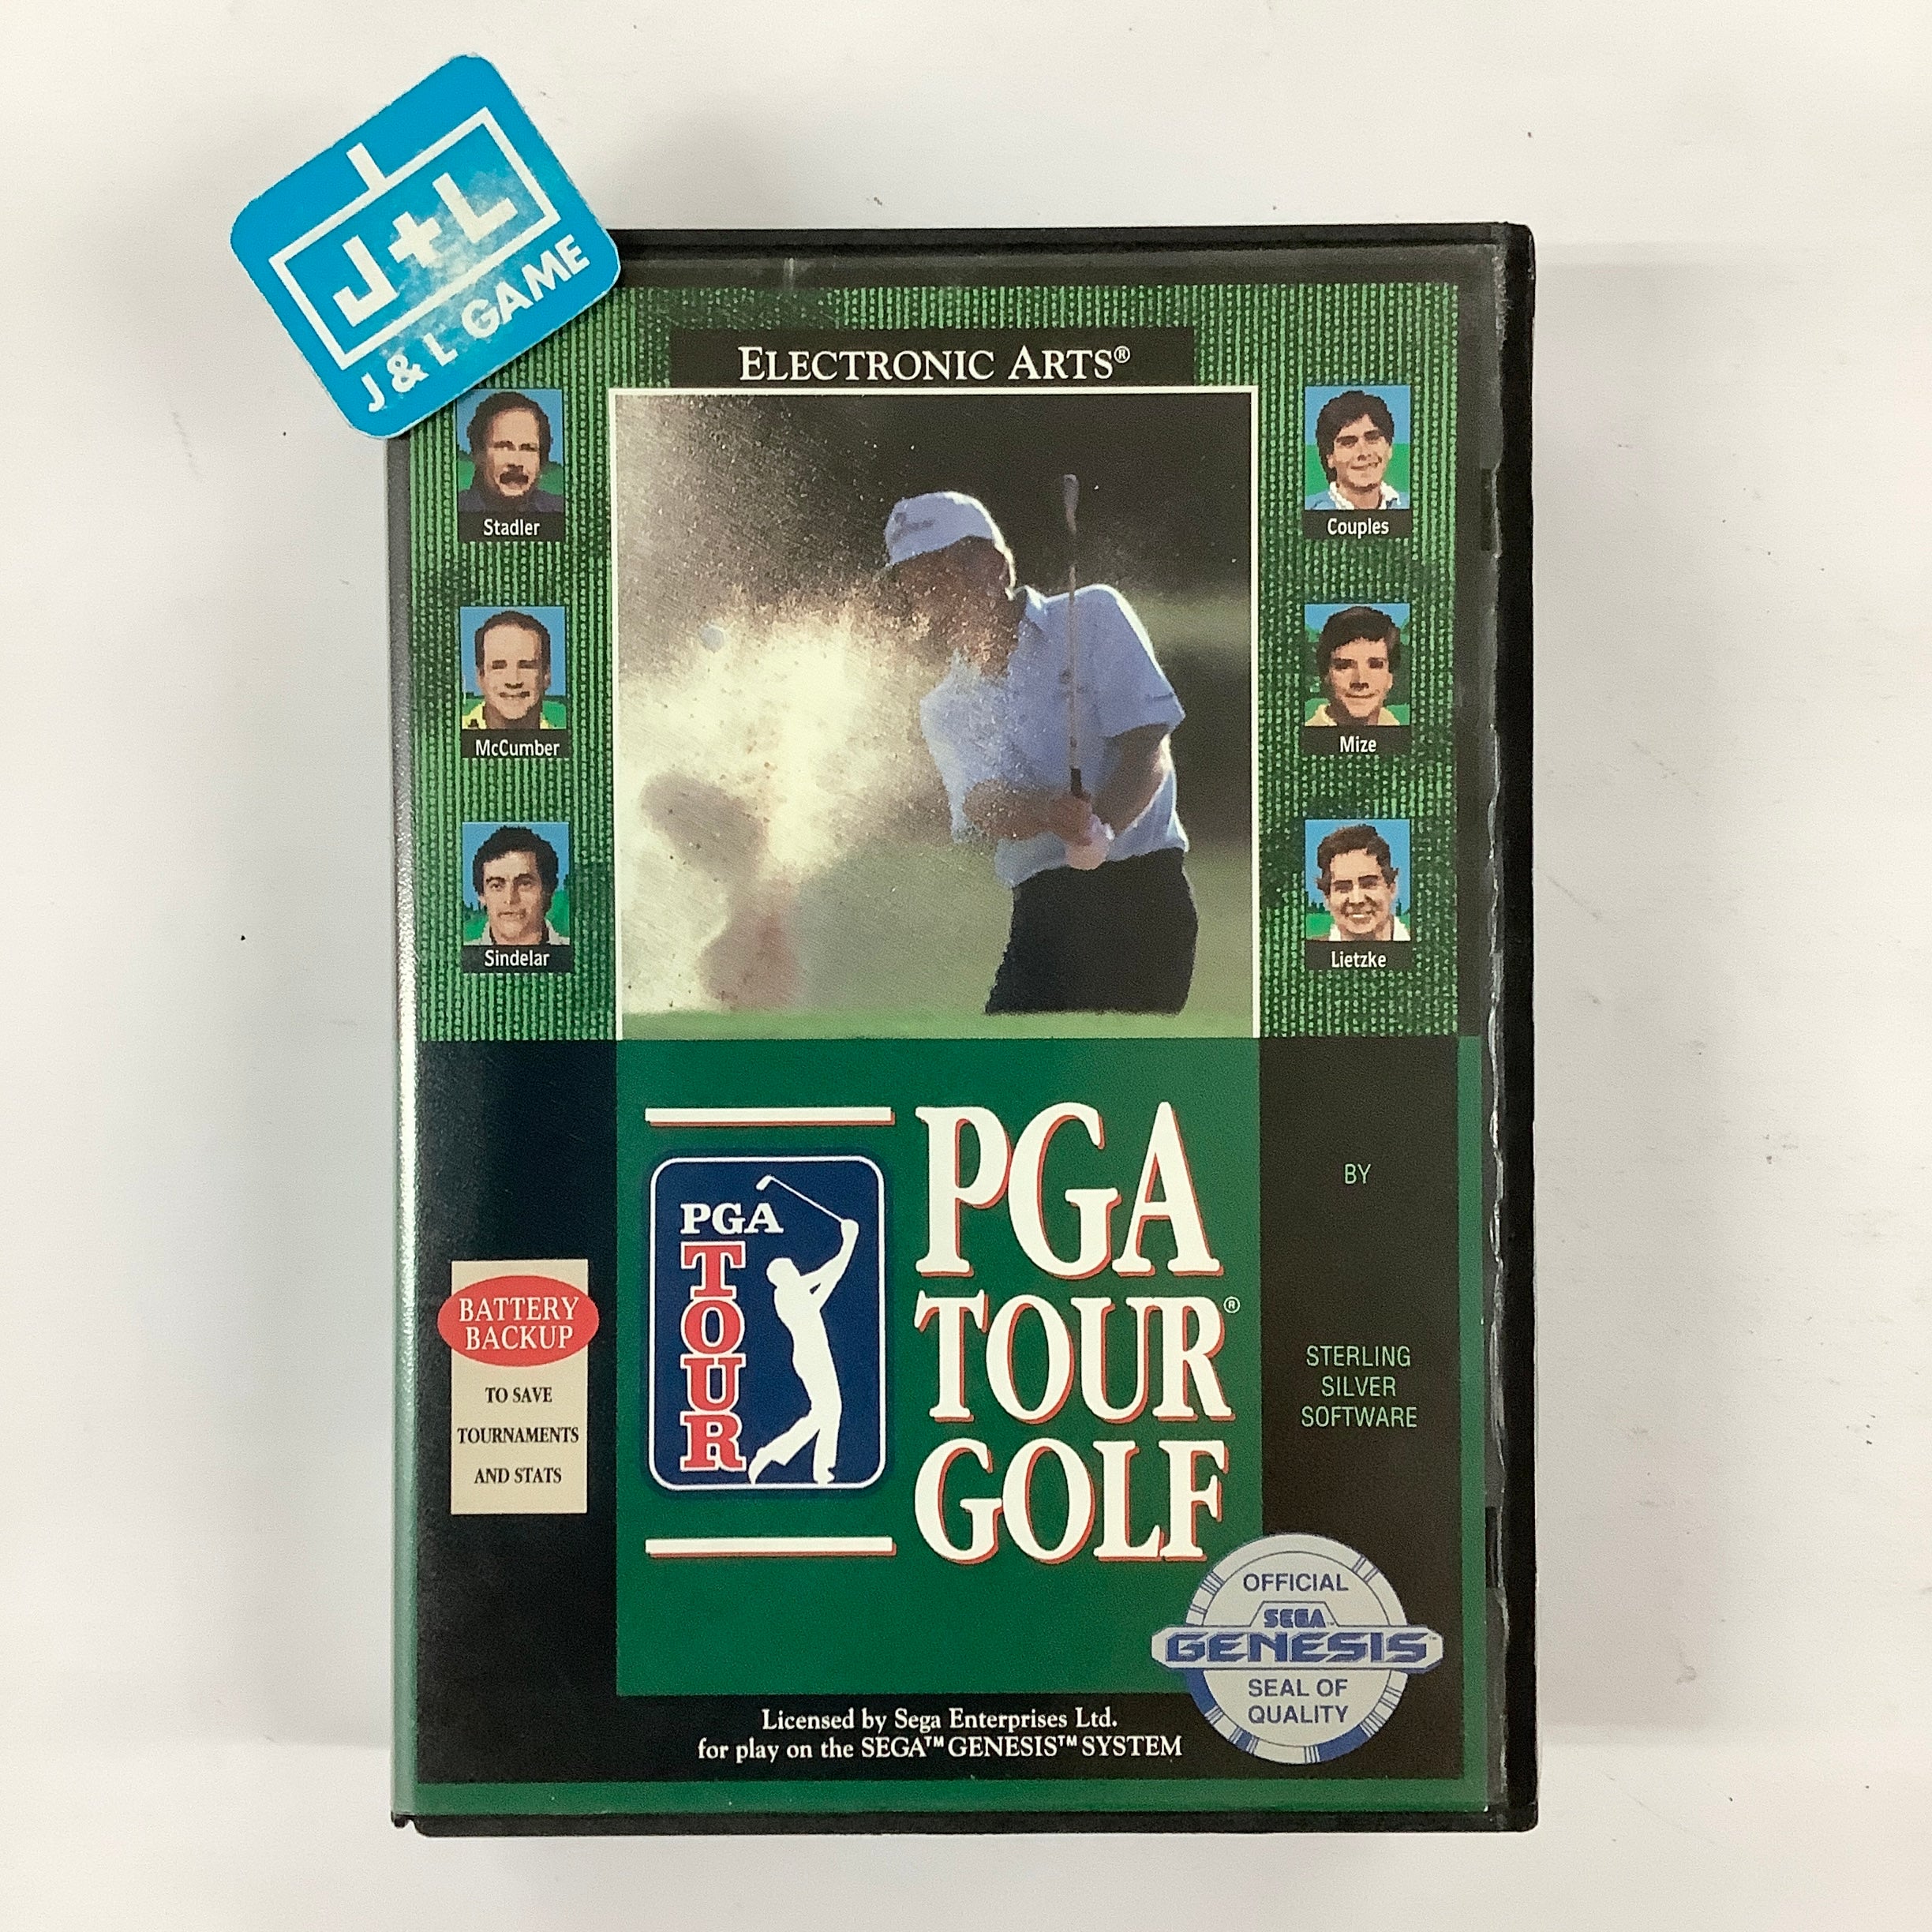 J+L
J & L GAME
ELECTRONIC ARTS®
Stadler
Couples
McCumber
Mize
Sindelar
Lietzke
PGA
TOUR
PGA
TOUR®
GOLF
BY
STERLING
SILVER
SOFTWARE
BATTERY
BACKUP
TO SAVE
TOURNAMENTS
AND STATS
OFFICIAL
SEGA™
GENESIS™
SEAL OF
QUALITY
Licensed by Sega Enterprises Ltd.
for play on the SEGA™ GENESIS™ SYSTEM